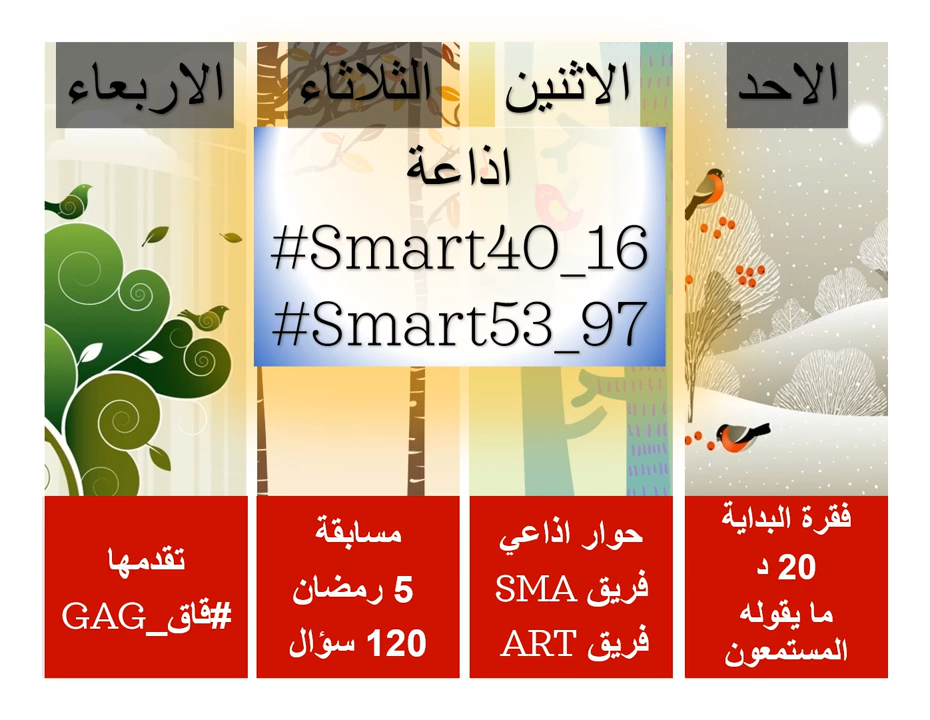 الاحد
الاثنين
الثلاثاء
الاربعاء
اذاعة
#Smart40_16
#Smart53_97
فقرة البداية
20 د
ما يقوله
المستمعون
حوار اذاعي
فريق SMA
فريق ART
مسابقة
5 رمضان
120 سؤال
تقدمها
#قاق_GAG